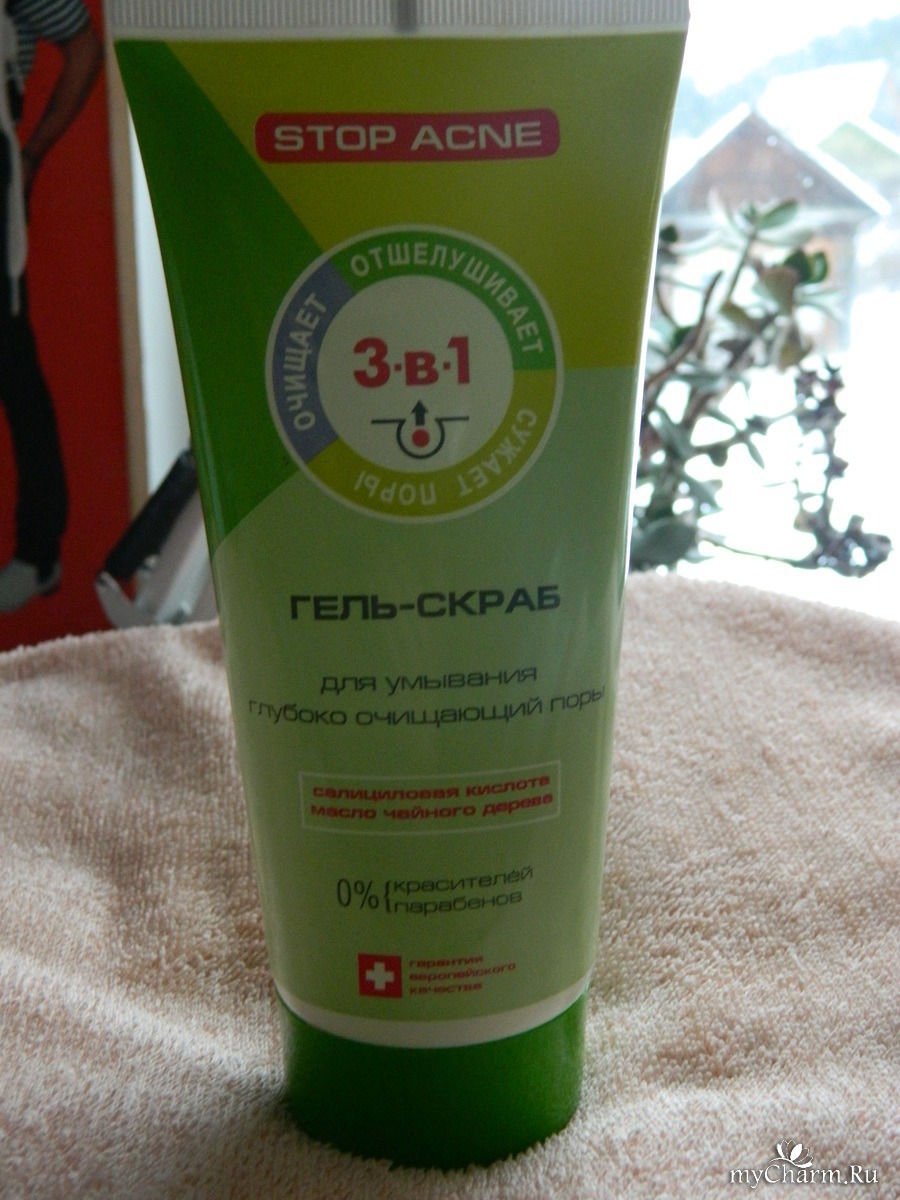 STOP ACNE
ОЧИЩАЕТ
ОТШЕЛУШИВАЕТ
СУЖАЕТ ПОРЫ
3·в·1
ГЕЛЬ-СКРАБ
для умывания
глубоко очищающий поры
салициловая кислота
масло чайного дерева
0% { красителей
парабенов
гарантия
европейского
качества
myCharm.Ru